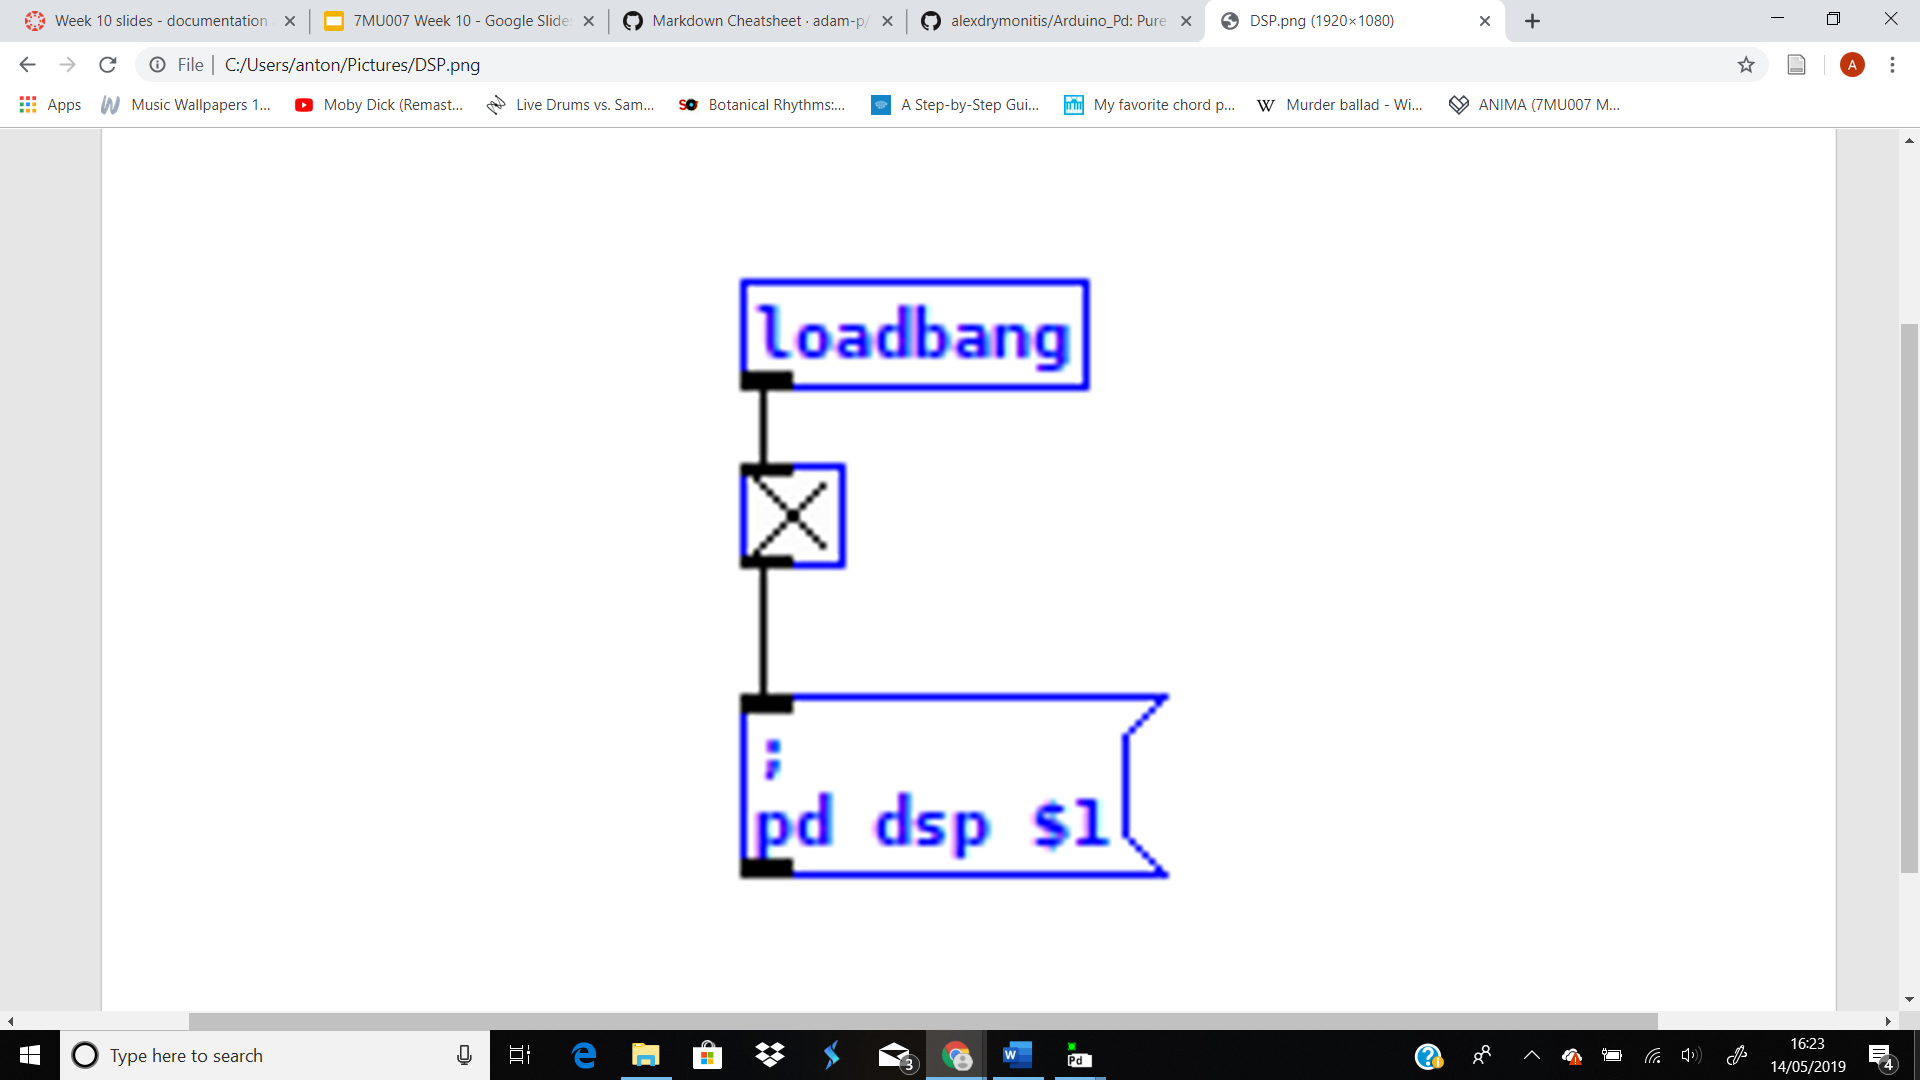 Week 10 slides - documentation
7MU007 Week 10 - Google Slide
Markdown Cheatsheet · adam-p/
alexdrymonitis/Arduino_Pd: Pure
DSP.png (1920×1080)
File
C:/Users/anton/Pictures/DSP.png
A
Apps
Music Wallpapers 1...
Moby Dick (Remast...
Live Drums vs. Sam...
Botanical Rhythms:...
A Step-by-Step Gui...
My favorite chord p...
W
Murder ballad - Wi...
ANIMA (7MU007 M...
loadbang
;
pd dsp $1
Type here to search
3
W
Pd
16:23
14/05/2019
4